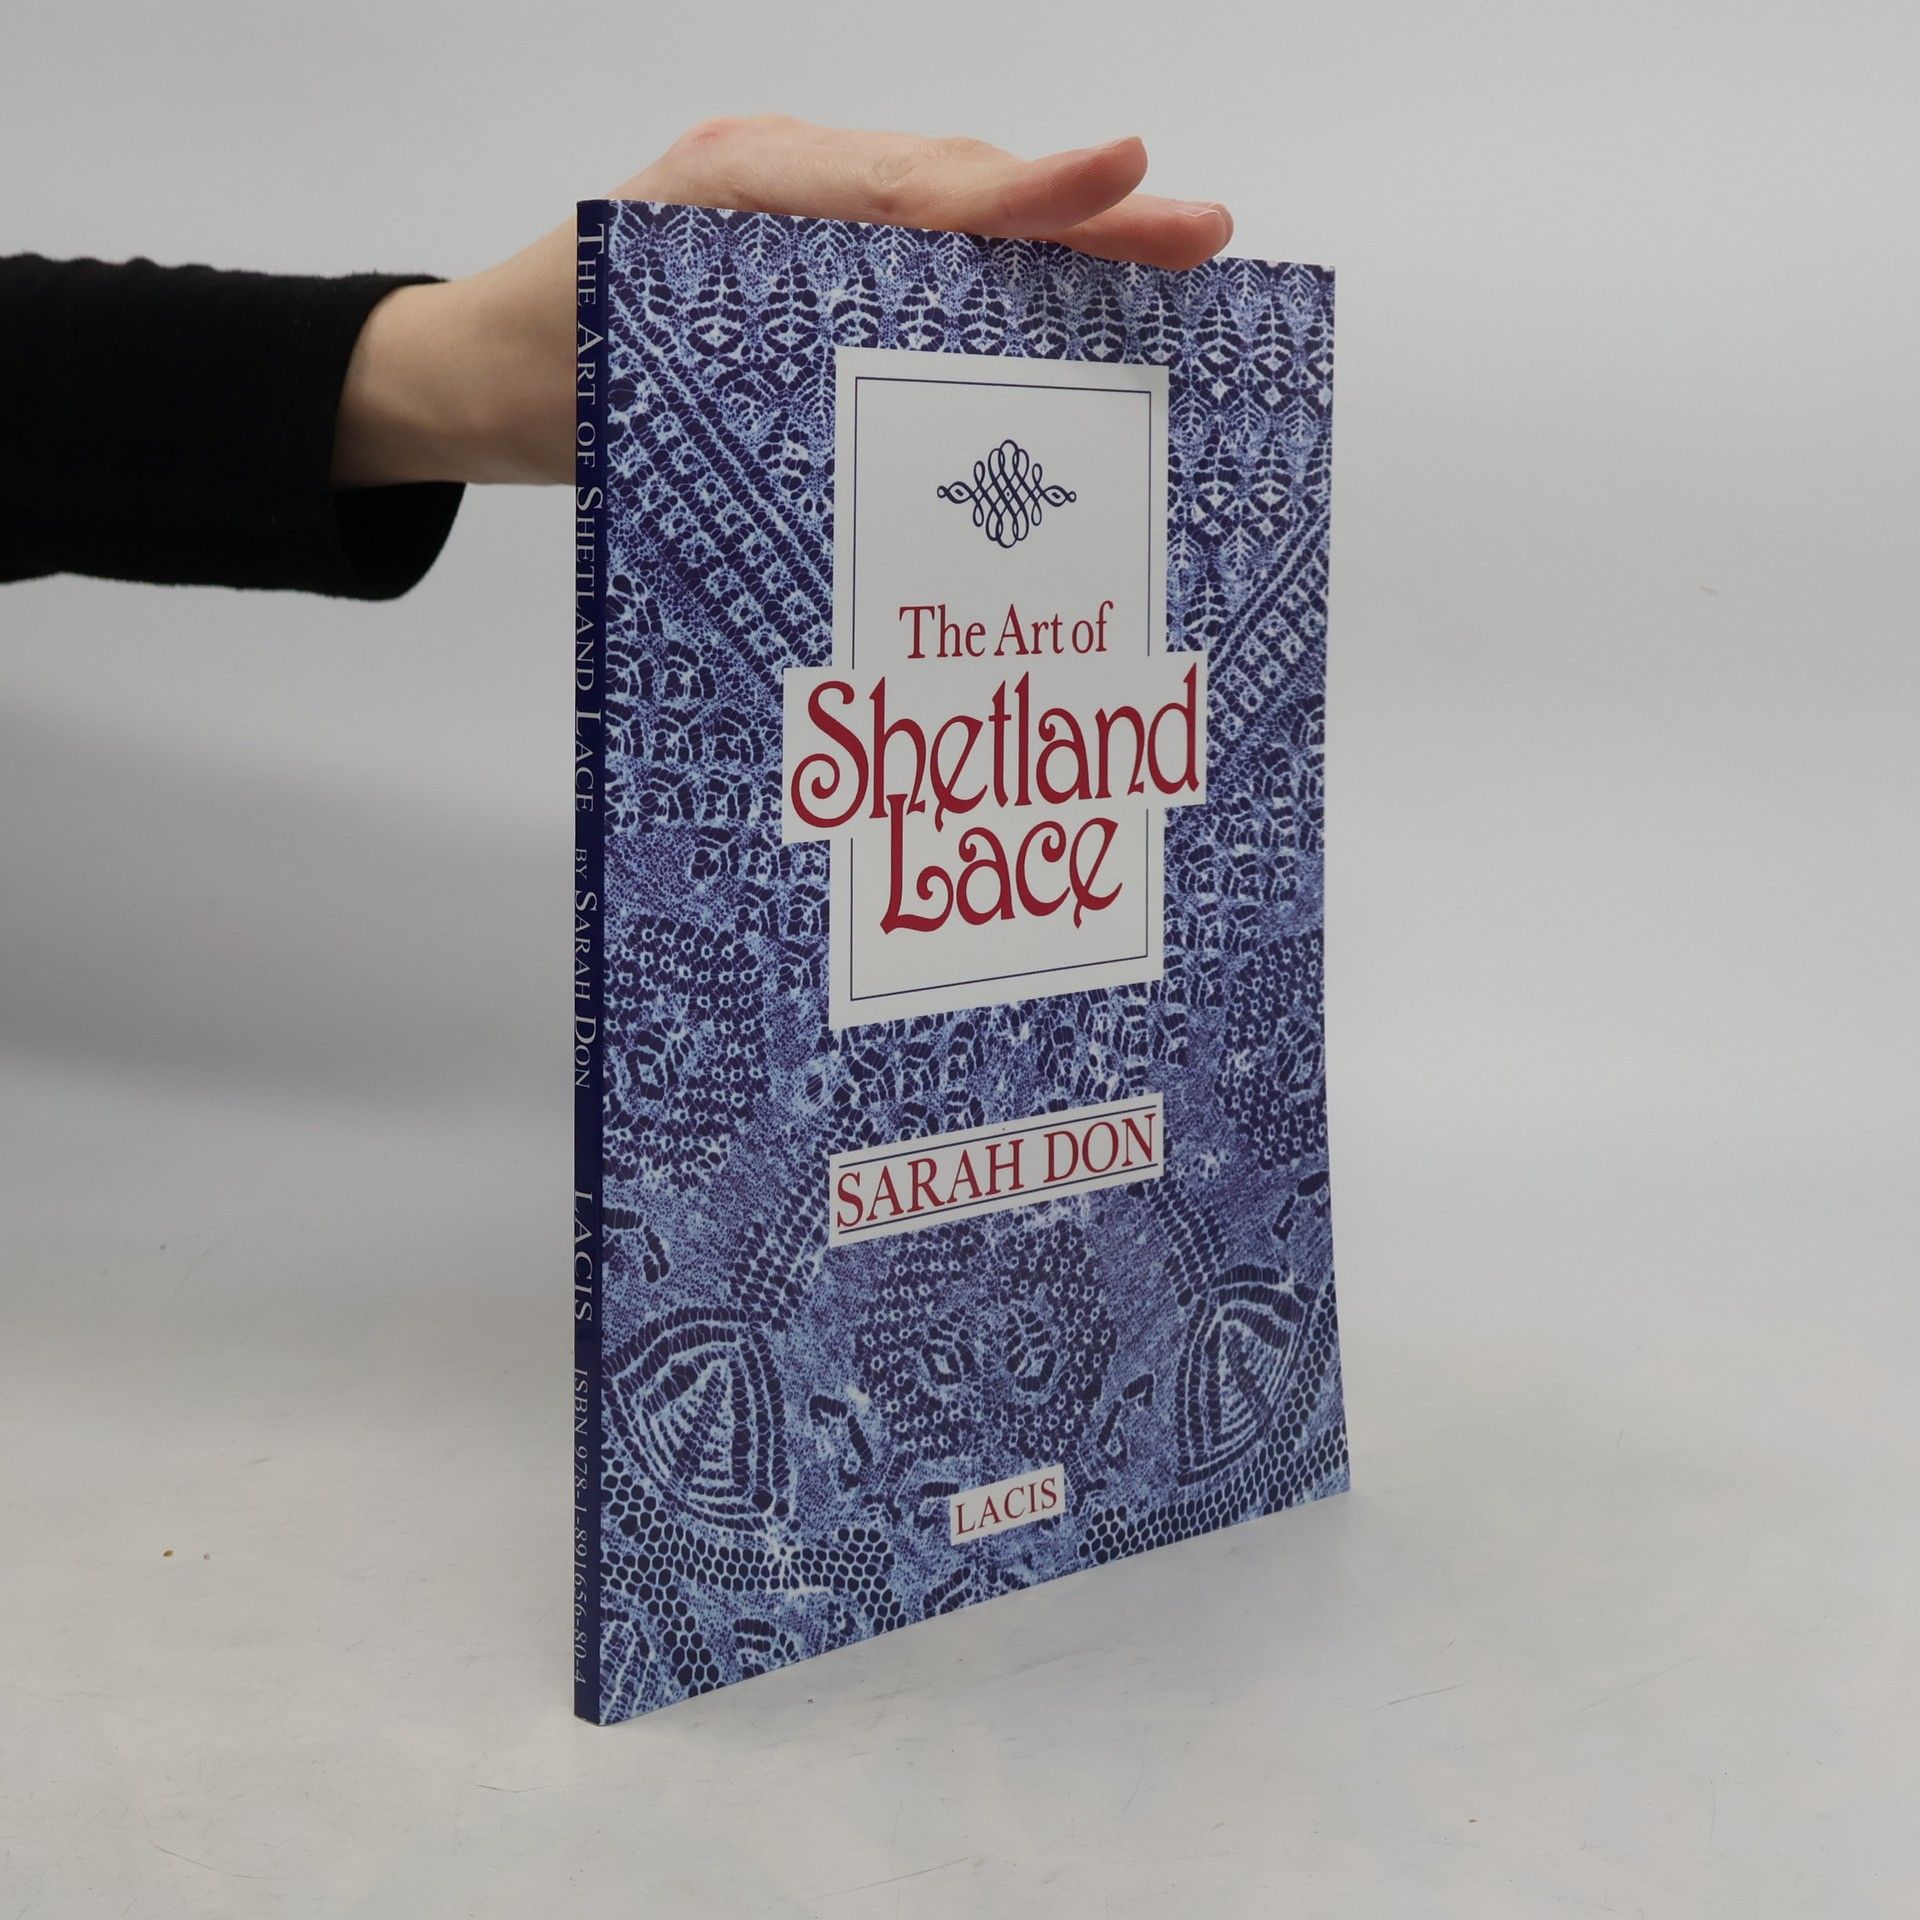 THE ART OF SHETLAND LACE BY SARAH DON LACIS ISBN 978-1-891656-80-4
The Art of
Shetland
Lace
SARAH DON
LACIS